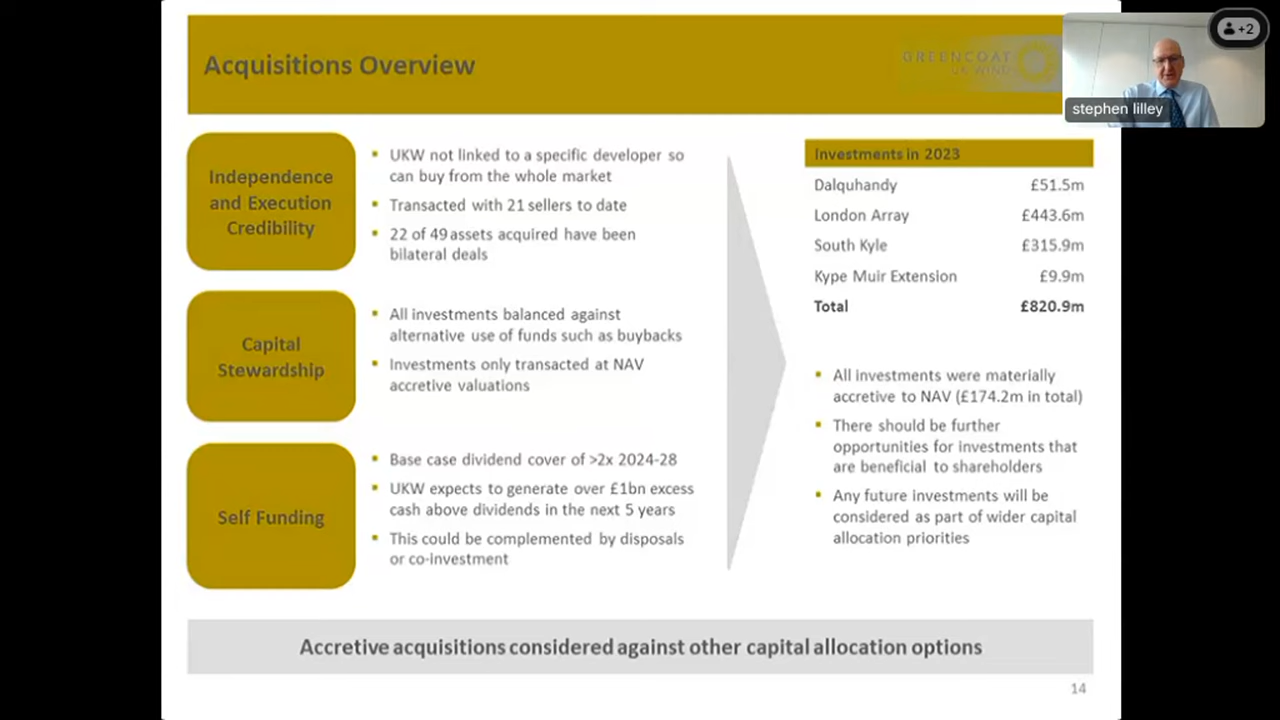 Acquisitions Overview
GREENCOAT
UK WIND
+2
stephen lilley
Independence
and Execution
Credibility
UKW not linked to a specific developer so
can buy from the whole market
Transacted with 21 sellers to date
22 of 49 assets acquired have been
bilateral deals
Capital
Stewardship
All investments balanced against
alternative use of funds such as buybacks
Investments only transacted at NAV
accretive valuations
Self Funding
Base case dividend cover of >2x 2024-28
UKW expects to generate over £1bn excess
cash above dividends in the next 5 years
This could be complemented by disposals
or co-investment
Investments in 2023
Dalquhandy £51.5m
London Array £443.6m
South Kyle £315.9m
Kype Muir Extension £9.9m
Total £820.9m
All investments were materially
accretive to NAV (£174.2m in total)
There should be further
opportunities for investments that
are beneficial to shareholders
Any future investments will be
considered as part of wider capital
allocation priorities
Accretive acquisitions considered against other capital allocation options
14